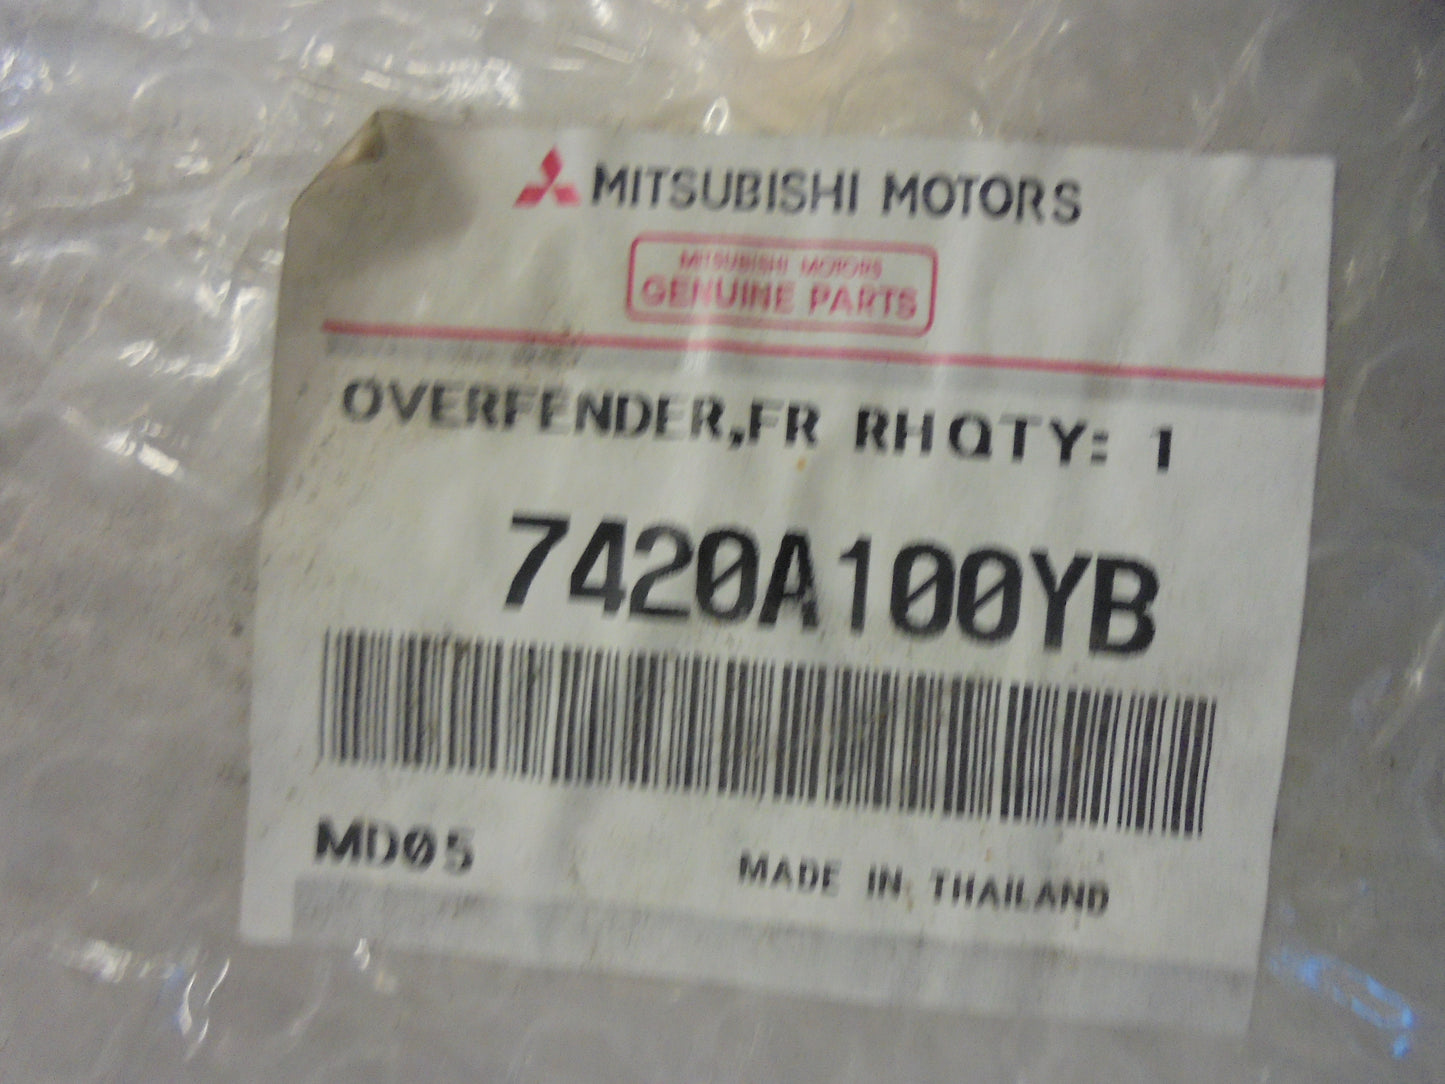 MITSUBISHI MOTORS
MITSUBISHI MOTORS
GENUINE PARTS
OVERFENDER,FR RHQTY: 1
7420A100YB
MD05
MADE IN THAILAND